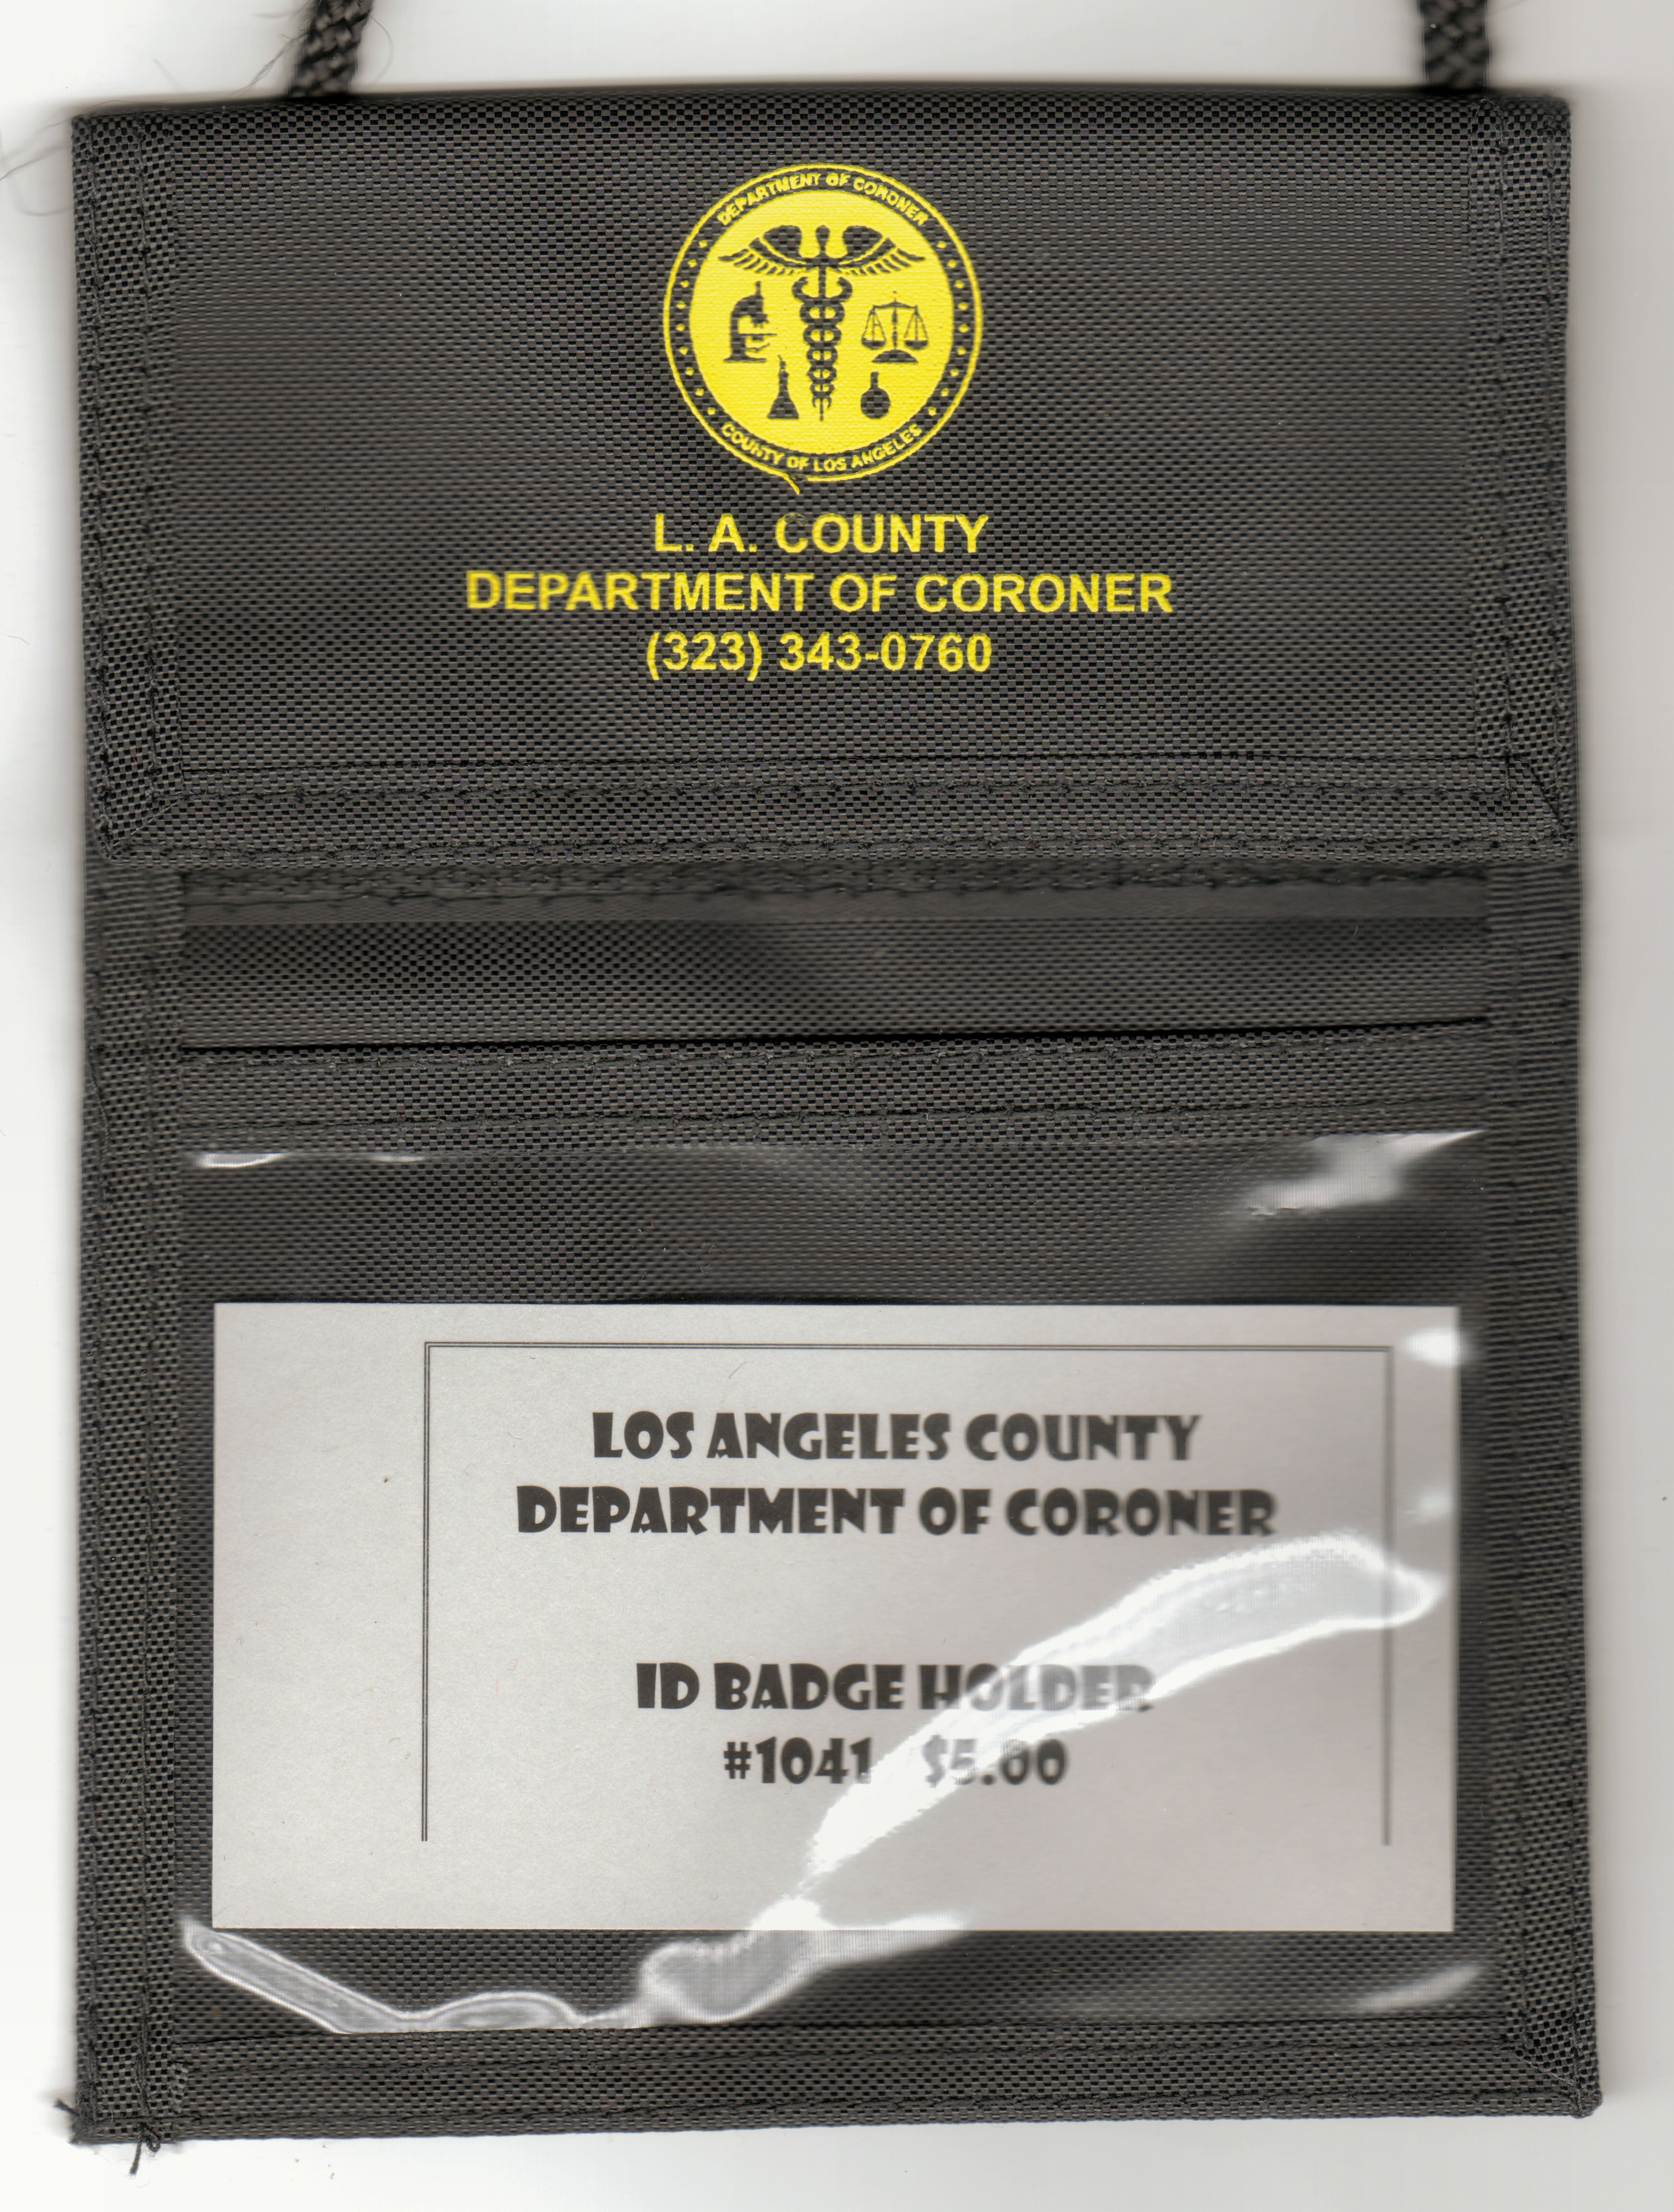 DEPARTMENT OF CORONER
COUNTY OF LOS ANGELES
L. A. COUNTY
DEPARTMENT OF CORONER
(323) 343-0760
LOS ANGELES COUNTY
DEPARTMENT OF CORONER
ID BADGE HOLDER
#1041 $5.00